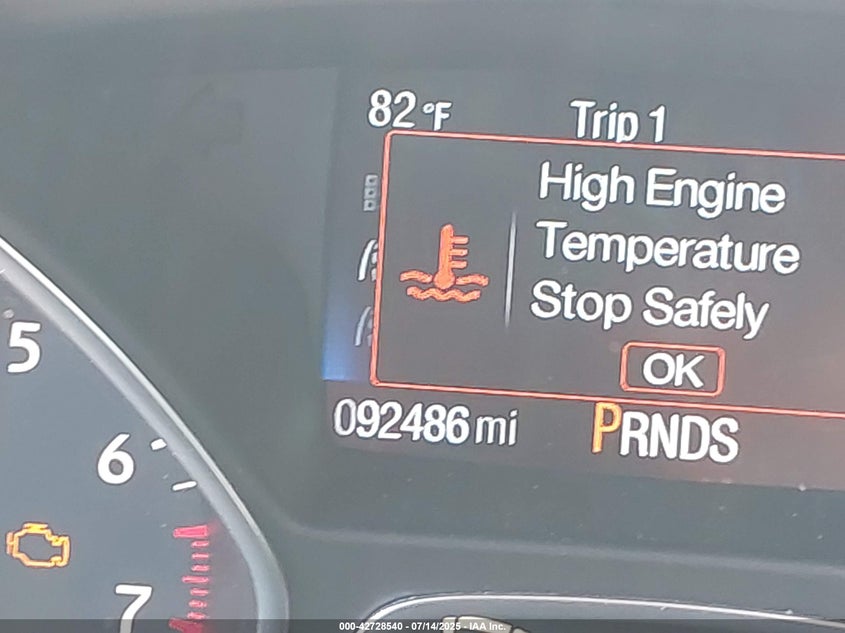 82°F Trip 1
High Engine
Temperature
Stop Safely
OK
092486 mi PRNDS
5
6
7
000-42728540 - 07/14/2025 - IAA Inc.